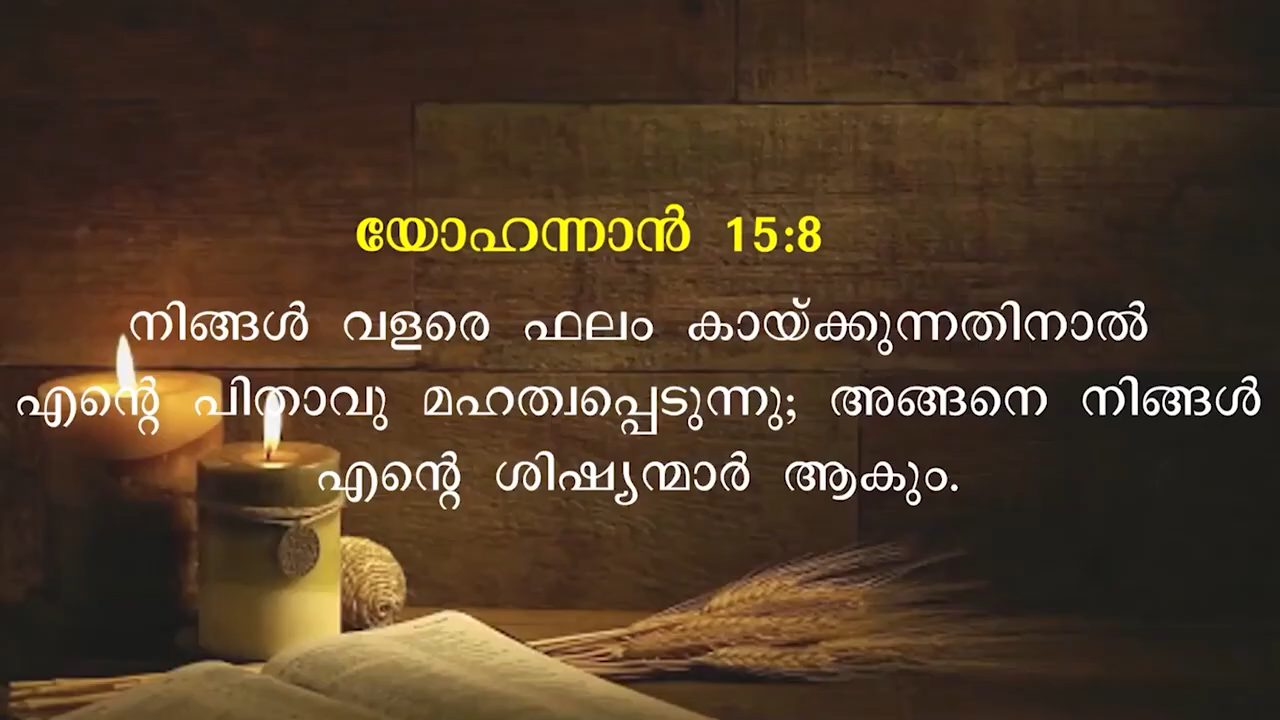 യോഹന്നാൻ 15:8
നിങ്ങൾ വളരെ ഫലം കായ്ക്കുന്നതിനാൽ
എന്റെ പിതാവു മഹത്വപ്പെടുന്നു; അങ്ങനെ നിങ്ങൾ
എന്റെ ശിഷ്യന്മാർ ആകും.